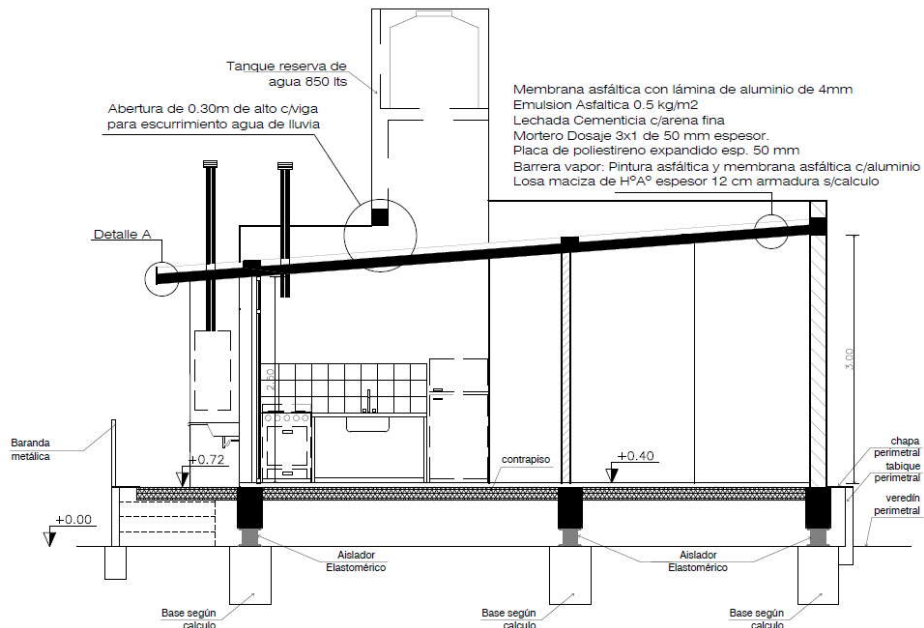 Tanque reserva de
agua 850 lts
Abertura de 0.30m de alto c/viga
para escurrimiento agua de lluvia
Membrana asfáltica con lámina de aluminio de 4mm
Emulsion Asfaltica 0.5 kg/m2
Lechada Cementicia c/arena fina
Mortero Dosaje 3x1 de 50 mm espesor.
Placa de poliestireno expandido esp. 50 mm
Barrera vapor: Pintura asfáltica y membrana asfáltica c/aluminio
Losa maciza de HºAº espesor 12 cm armadura s/calculo
Detalle A
2.50
3.00
Baranda
metálica
+0.72
contrapiso
+0.40
chapa
perimetral
tabique
perimetral
veredín
perimetral
+0.00
Aislador
Elastomérico
Aislador
Elastomérico
Base según
calculo
Base según
calculo
Base según
calculo